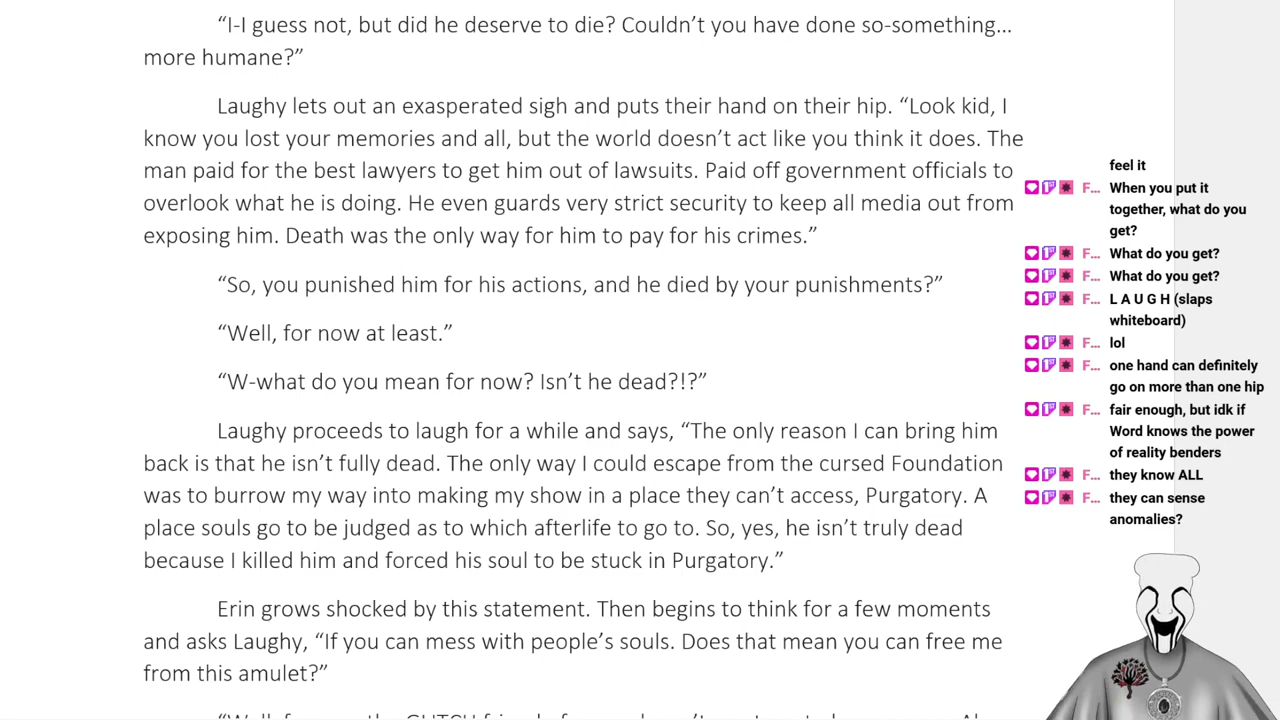 “I-I guess not, but did he deserve to die? Couldn’t you have done so-something…
more humane?”
Laughy lets out an exasperated sigh and puts their hand on their hip. “Look kid, I
know you lost your memories and all, but the world doesn’t act like you think it does. The
man paid for the best lawyers to get him out of lawsuits. Paid off government officials to
overlook what he is doing. He even guards very strict security to keep all media out from
exposing him. Death was the only way for him to pay for his crimes.”
“So, you punished him for his actions, and he died by your punishments?”
“Well, for now at least.”
“W-what do you mean for now? Isn’t he dead?!?”
Laughy proceeds to laugh for a while and says, “The only reason I can bring him
back is that he isn’t fully dead. The only way I could escape from the cursed Foundation
was to burrow my way into making my show in a place they can’t access, Purgatory. A
place souls go to be judged as to which afterlife to go to. So, yes, he isn’t truly dead
because I killed him and forced his soul to be stuck in Purgatory.”
Erin grows shocked by this statement. Then begins to think for a few moments
and asks Laughy, “If you can mess with people’s souls. Does that mean you can free me
from this amulet?”
feel it
F… When you put it
together, what do you
get?
F… What do you get?
F… What do you get?
F… L A U G H (slaps
whiteboard)
F… lol
F… one hand can definitely
go on more than one hip
F… fair enough, but idk if
Word knows the power
of reality benders
F… they know ALL
F… they can sense
anomalies?